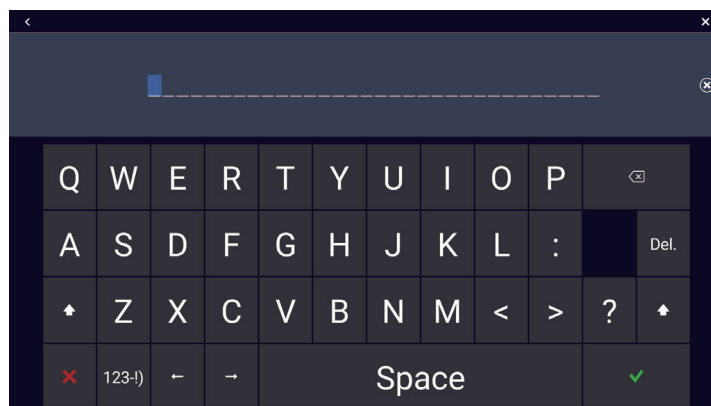 Q W E R T Y U I O P
A S D F G H J K L : Del.
Z X C V B N M < > ?
123-!) ← → Space